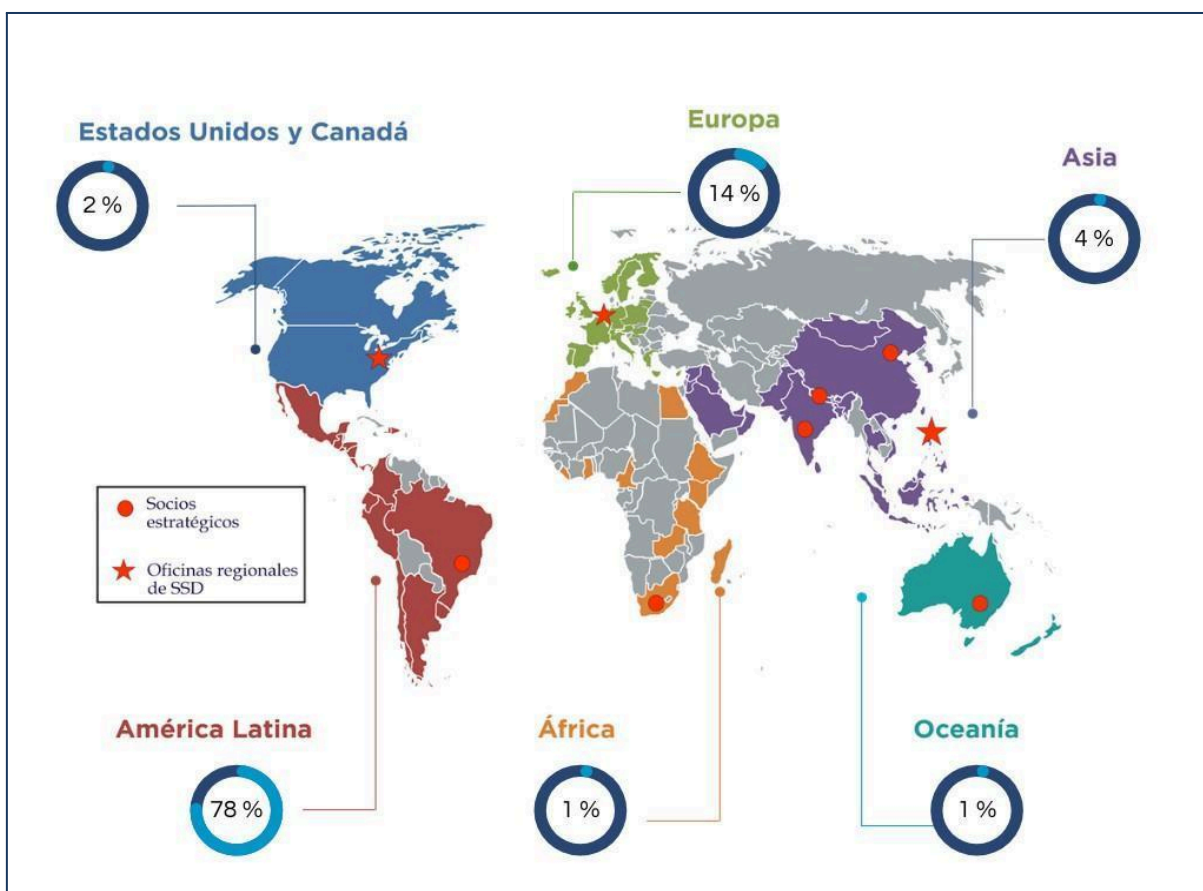 Estados Unidos y Canadá
2 %
Europa
14 %
Asia
4 %
Socios
estratégicos
Oficinas regionales
de SSD
América Latina
78 %
África
1 %
Oceanía
1 %